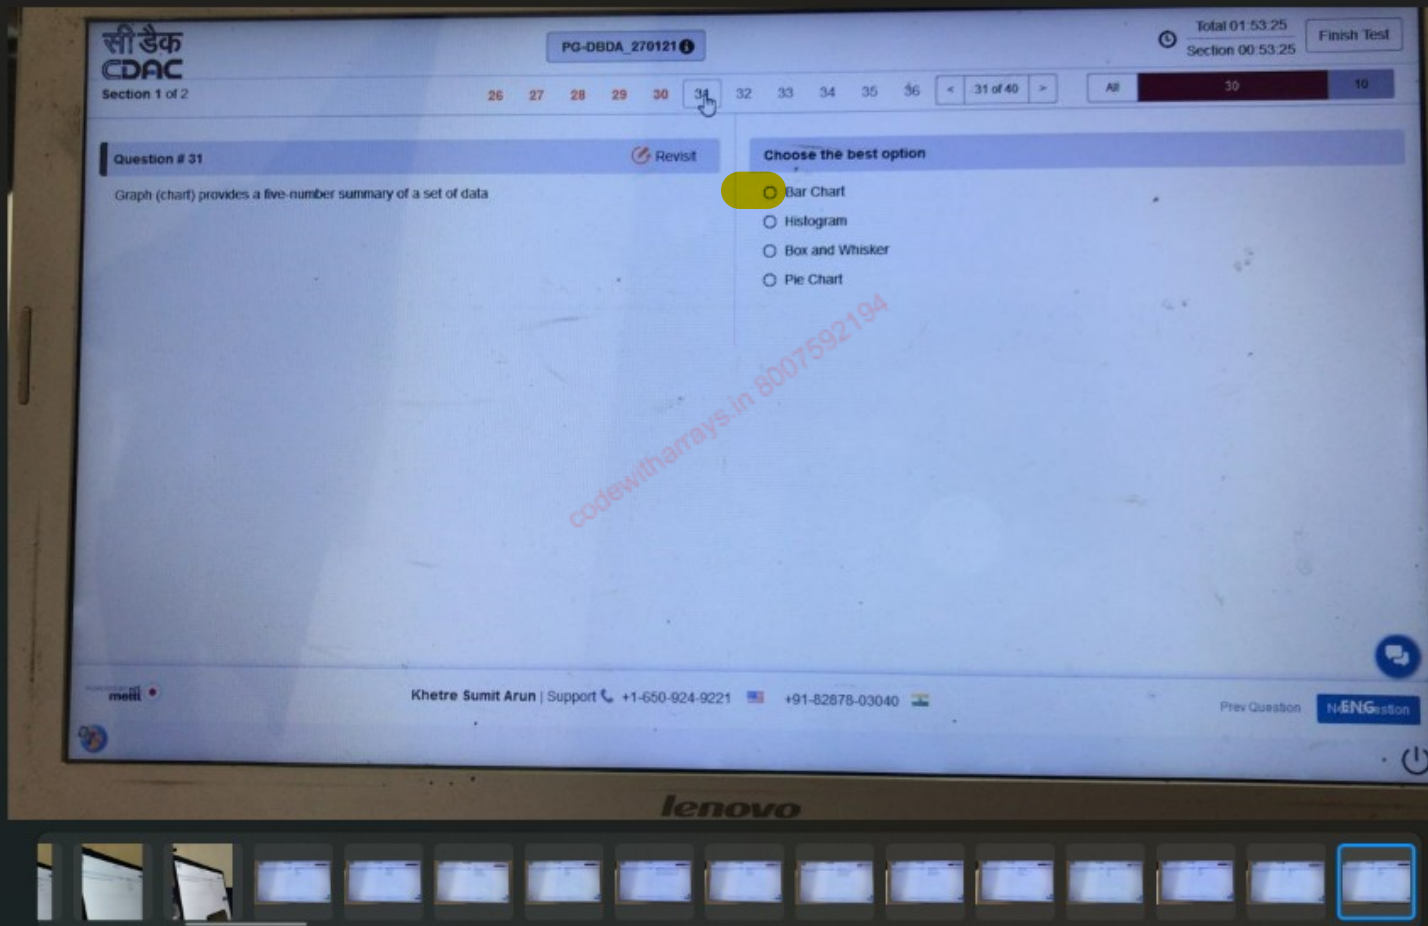 सी डैक
CDAC
PG-DBDA_270121
Total 01:53:25
Section 00:53:25
Finish Test
Section 1 of 2
26 27 28 29 30 31 32 33 34 35 36 < 31 of 40 >
All 30 10
Question # 31
Revisit
Graph (chart) provides a five-number summary of a set of data
Choose the best option
Bar Chart
Histogram
Box and Whisker
Pie Chart
codewitharrays.in 8007592194
mettl
Khetre Sumit Arun | Support +1-650-924-9221 +91-82878-03040
Prev Question
ENG
lenovo